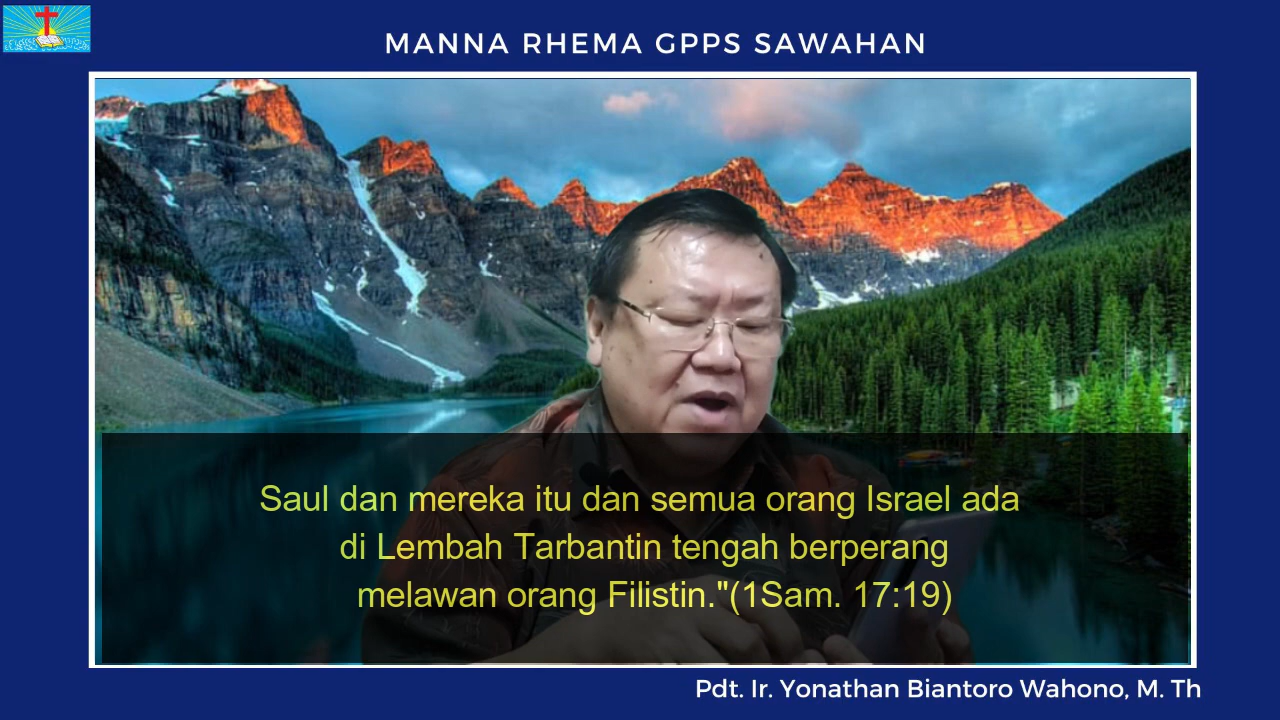 MANNA RHEMA GPPS SAWAHAN
Saul dan mereka itu dan semua orang Israel ada
di Lembah Tarbantin tengah berperang
melawan orang Filistin."(1Sam. 17:19)
Pdt. Ir. Yonathan Biantoro Wahono, M. Th